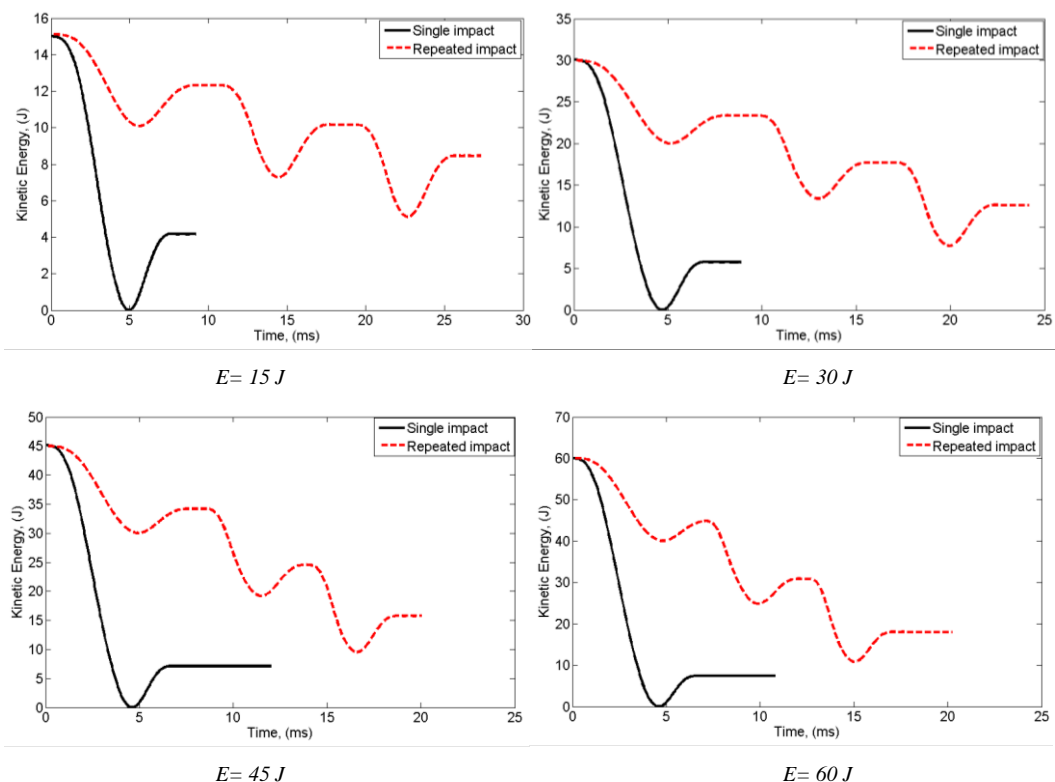 16
14
12
10
8
6
4
2
0
Kinetic Energy, (J)
Single impact
Repeated impact
0 5 10 15 20 25 30
Time, (ms)
E= 15 J
35
30
25
20
15
10
5
0
Kinetic Energy, (J)
Single impact
Repeated impact
0 5 10 15 20 25
Time, (ms)
E= 30 J
50
45
40
35
30
25
20
15
10
5
0
Kinetic Energy, (J)
Single impact
Repeated impact
0 5 10 15 20 25
Time, (ms)
E= 45 J
70
60
50
40
30
20
10
0
Kinetic Energy, (J)
Single impact
Repeated impact
0 5 10 15 20 25
Time, (ms)
E= 60 J